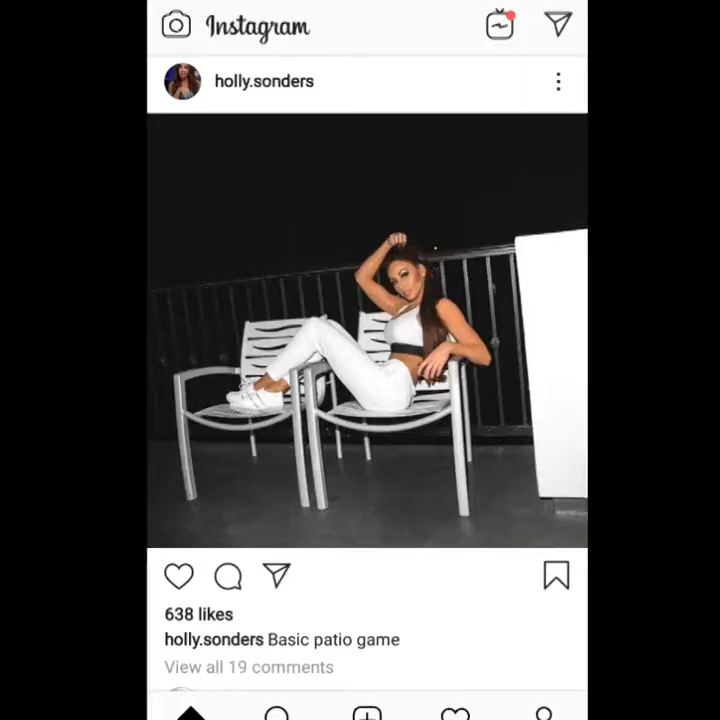 Instagram
holly.sonders
638 likes
holly.sonders Basic patio game
View all 19 comments